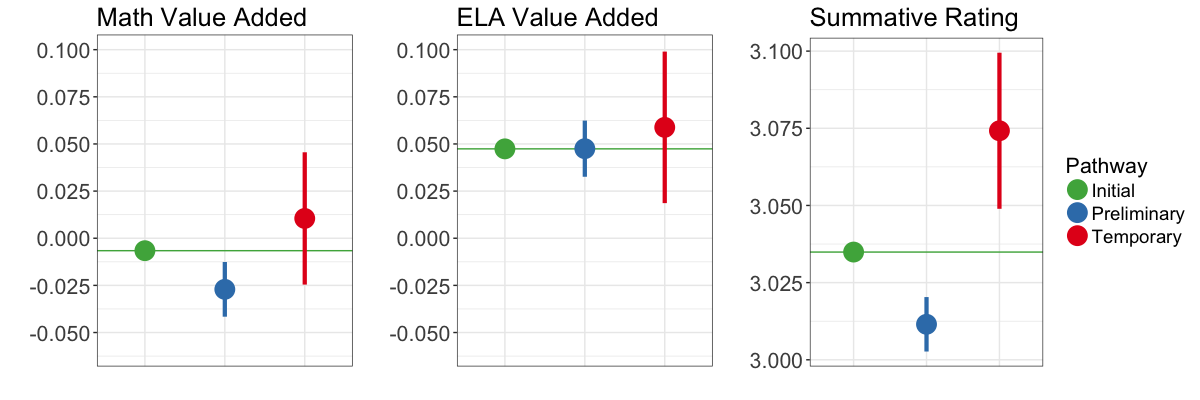 Math Value Added
0.100
0.075
0.050
0.025
0.000
-0.025
-0.050
ELA Value Added
0.100
0.075
0.050
0.025
0.000
-0.025
-0.050
Summative Rating
3.100
3.075
3.050
3.025
3.000
Pathway
Initial
Preliminary
Temporary